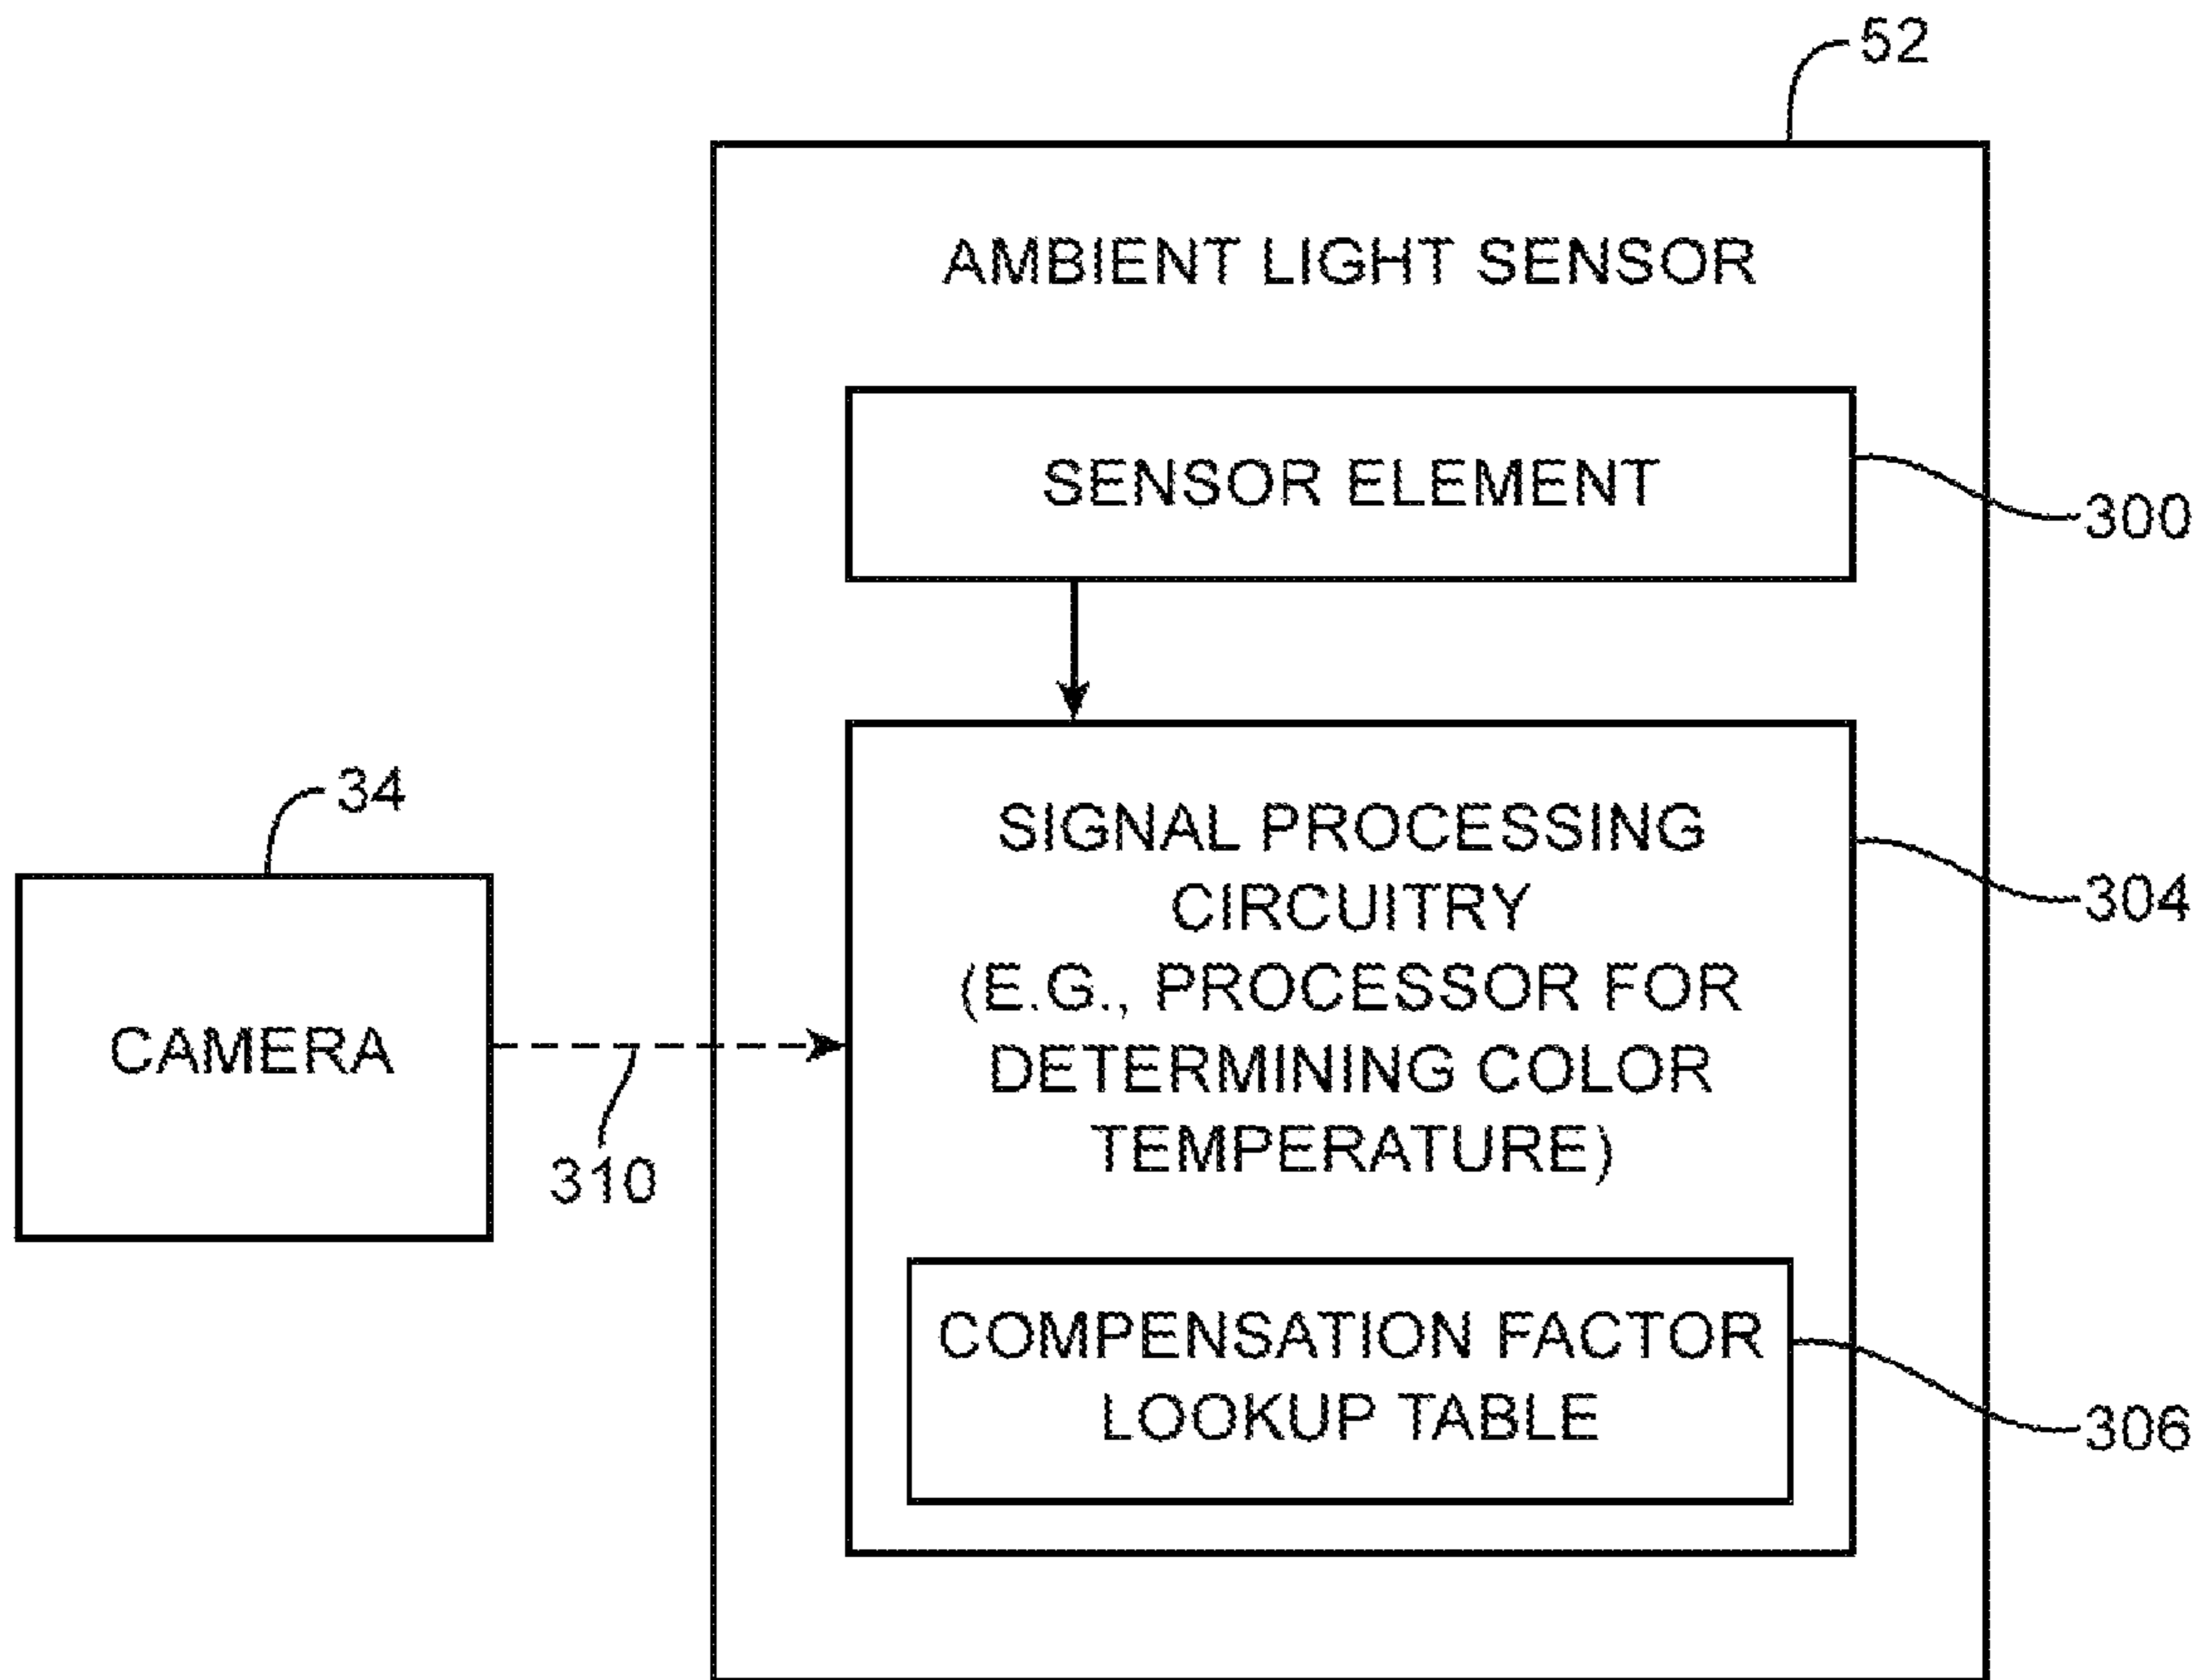 52
AMBIENT LIGHT SENSOR
SENSOR ELEMENT
300
34
SIGNAL PROCESSING
CIRCUITRY
(E.G., PROCESSOR FOR
DETERMINING COLOR
TEMPERATURE)
304
CAMERA
310
COMPENSATION FACTOR
LOOKUP TABLE
306